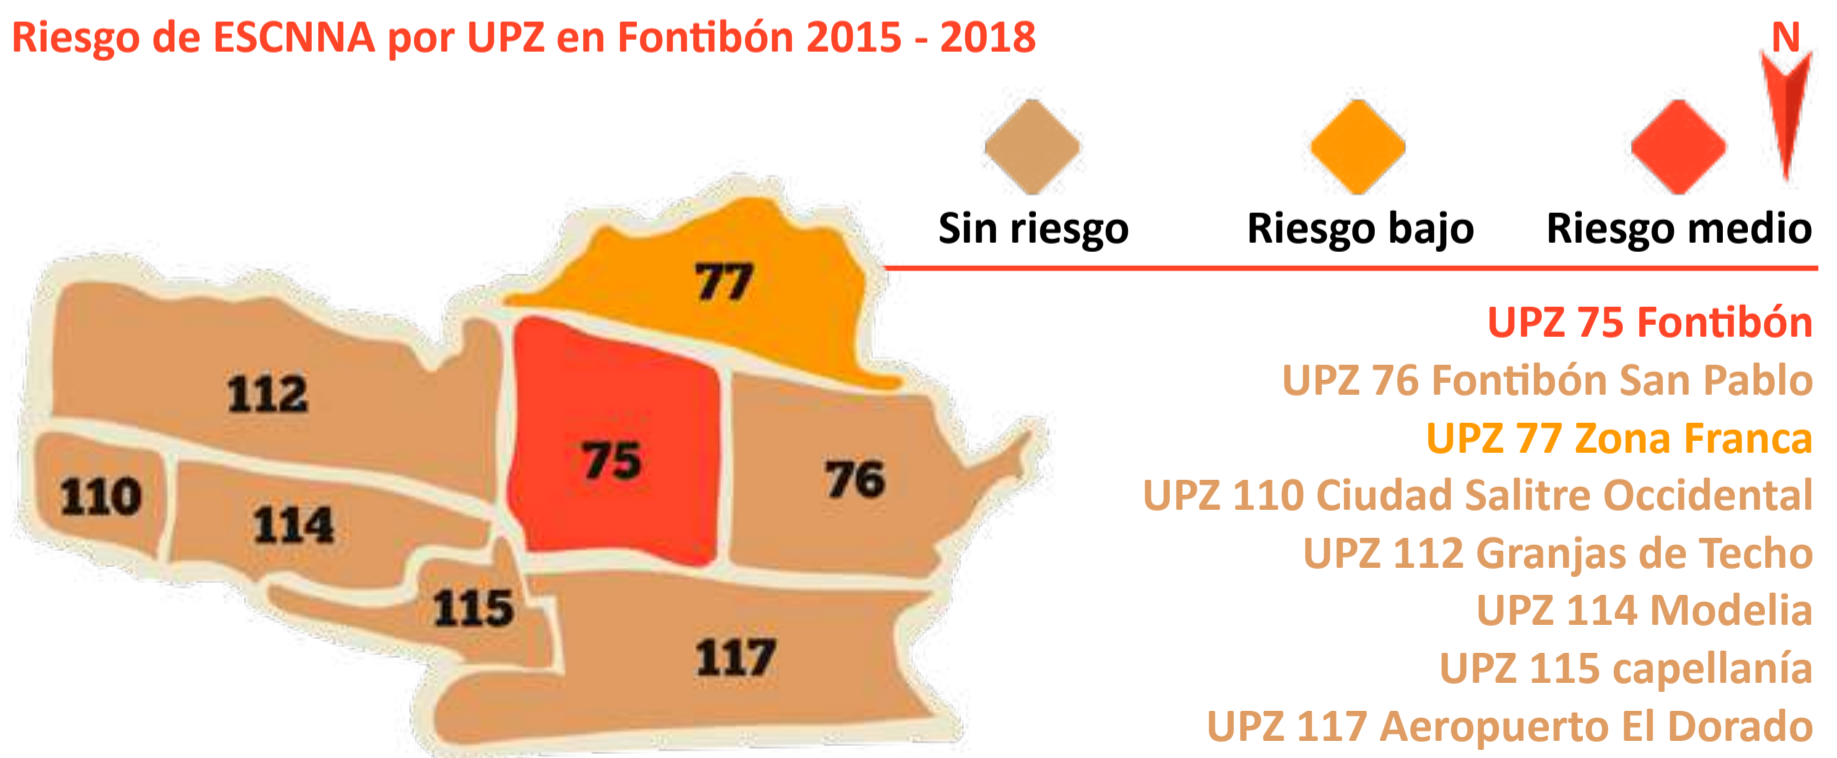 Riesgo de ESCNNA por UPZ en Fontibón 2015 - 2018
N
Sin riesgo
Riesgo bajo
Riesgo medio
77
112
75
76
110
114
115
117
UPZ 75 Fontibón
UPZ 76 Fontibón San Pablo
UPZ 77 Zona Franca
UPZ 110 Ciudad Salitre Occidental
UPZ 112 Granjas de Techo
UPZ 114 Modelia
UPZ 115 capellanía
UPZ 117 Aeropuerto El Dorado